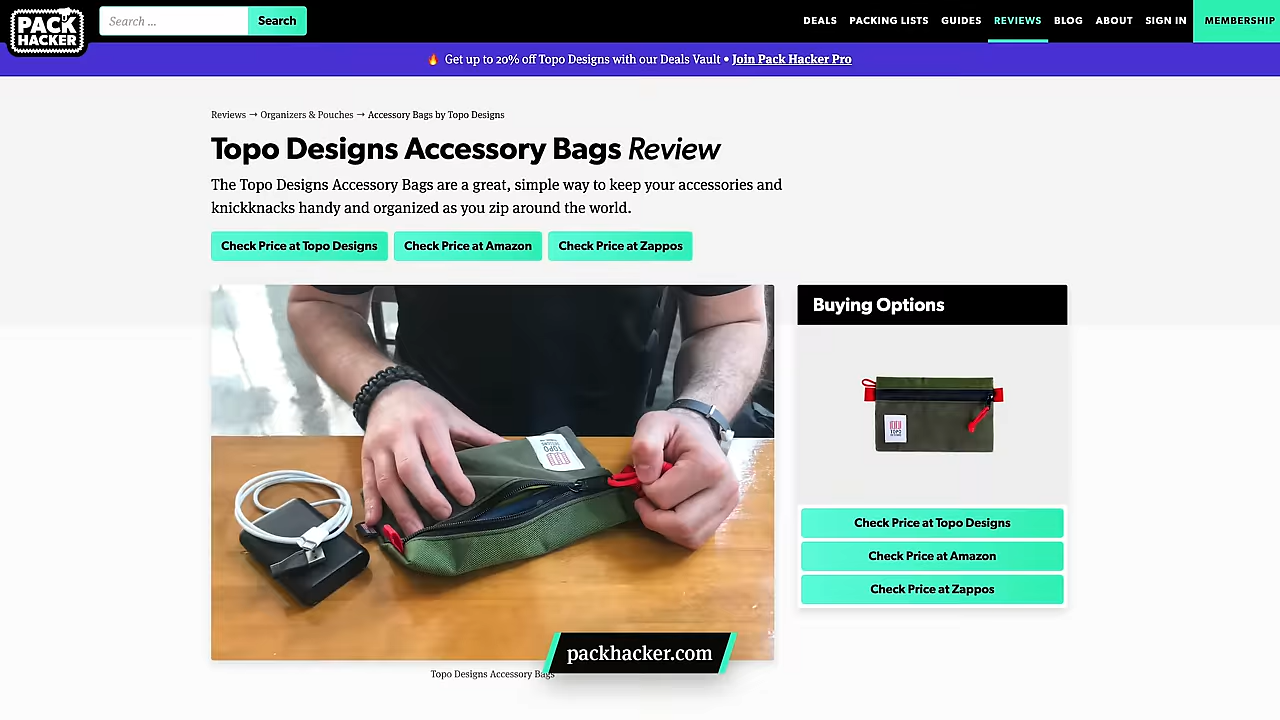 PACK
HACKER
Search ...
Search
DEALS
PACKING LISTS
GUIDES
REVIEWS
BLOG
ABOUT
SIGN IN
MEMBERSHIP
🔥 Get up to 20% off Topo Designs with our Deals Vault • Join Pack Hacker Pro
Reviews → Organizers & Pouches → Accessory Bags by Topo Designs
Topo Designs Accessory Bags Review
The Topo Designs Accessory Bags are a great, simple way to keep your accessories and
knickknacks handy and organized as you zip around the world.
Check Price at Topo Designs
Check Price at Amazon
Check Price at Zappos
TOPO
DESIGNS
Buying Options
TOPO
DESIGNS
Check Price at Topo Designs
Check Price at Amazon
Check Price at Zappos
packhacker.com
Topo Designs Accessory Bags